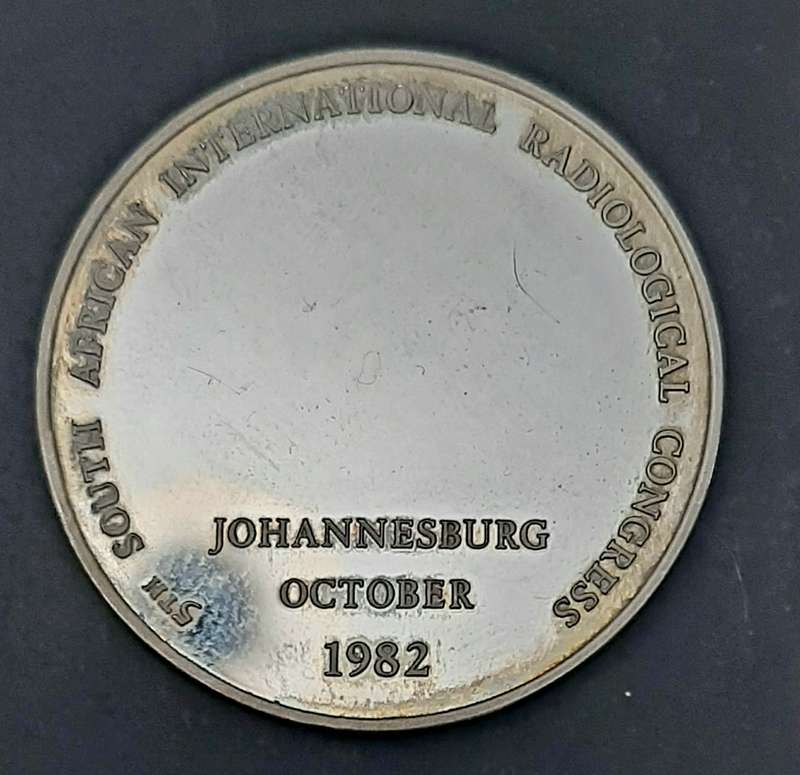 5TH SOUTH AFRICAN INTERNATIONAL RADIOLOGICAL CONGRESS
JOHANNESBURG
OCTOBER
1982